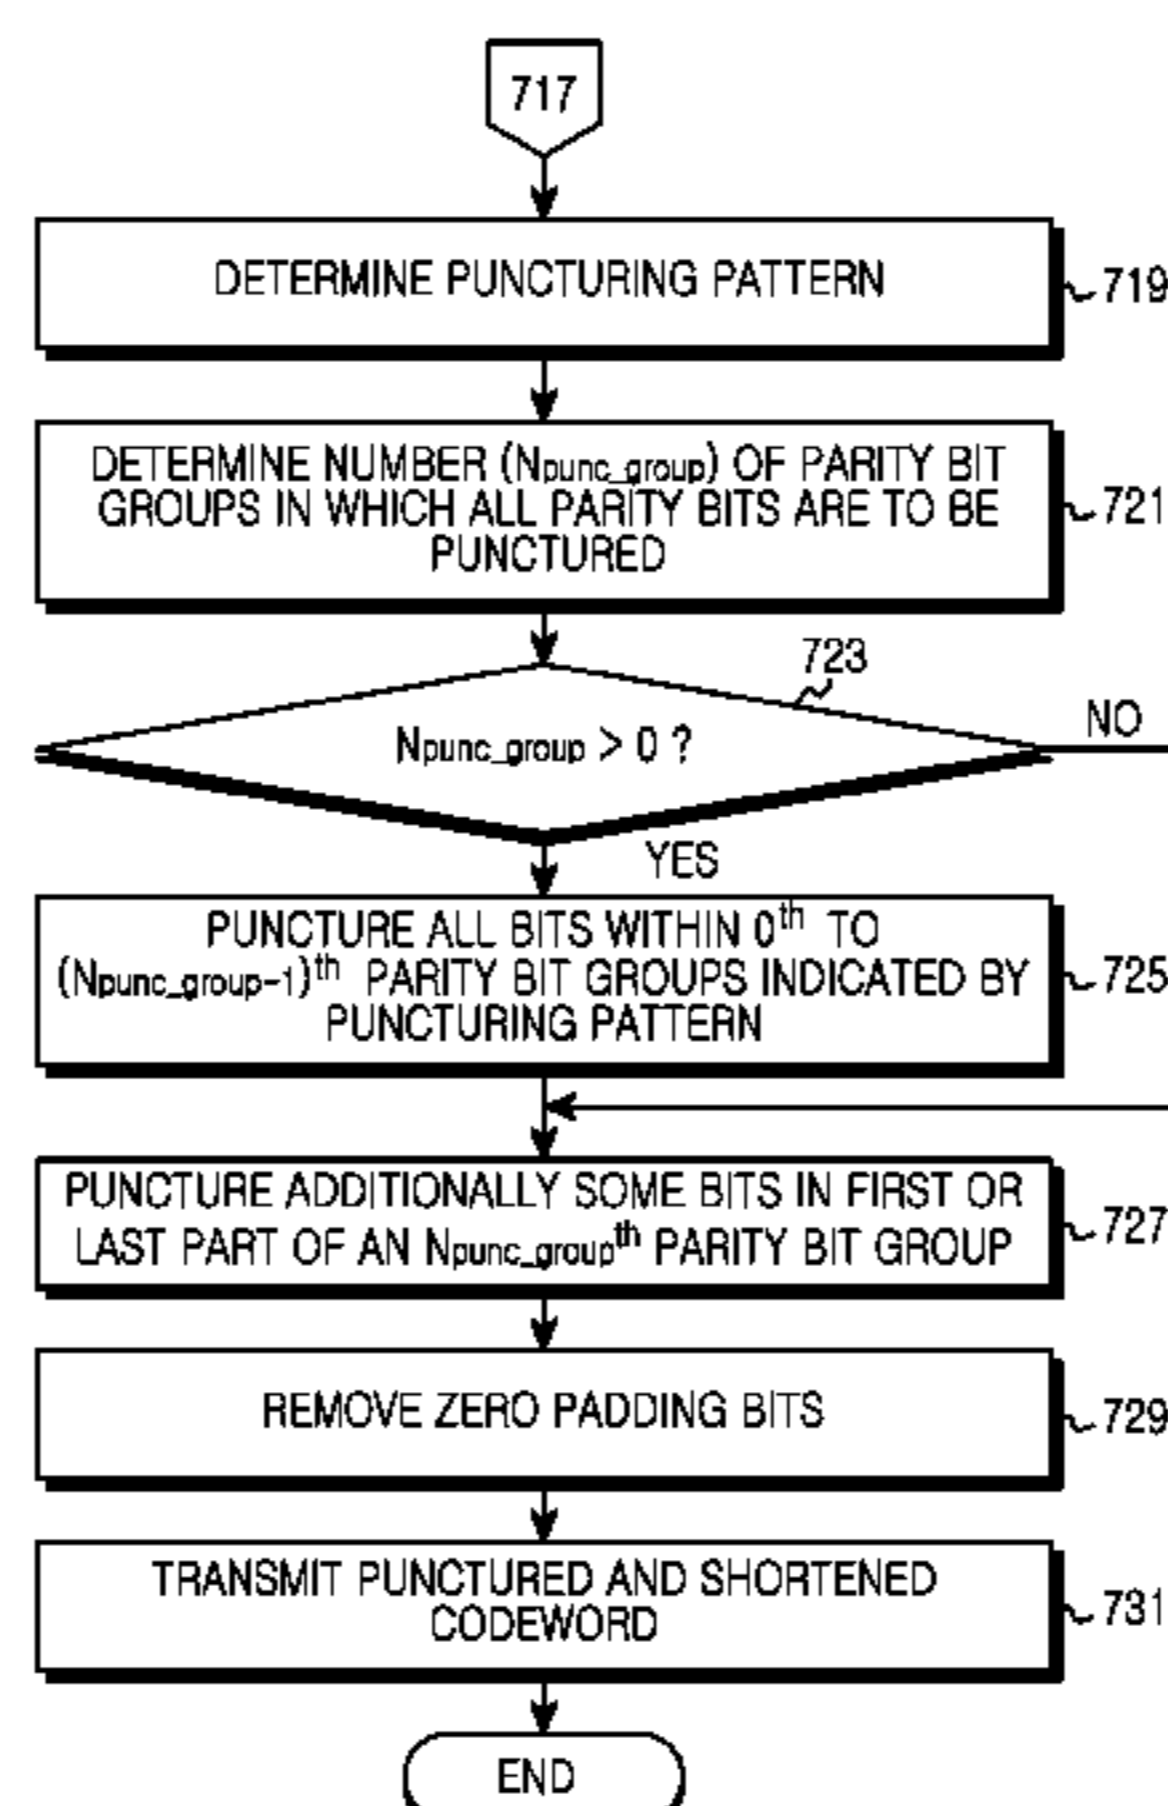 717
DETERMINE PUNCTURING PATTERN
719
DETERMINE NUMBER (Npunc_group) OF PARITY BIT
GROUPS IN WHICH ALL PARITY BITS ARE TO BE
PUNCTURED
721
723
Npunc_group > 0 ?
NO
YES
PUNCTURE ALL BITS WITHIN 0th TO
(Npunc_group-1)th PARITY BIT GROUPS INDICATED BY
PUNCTURING PATTERN
725
PUNCTURE ADDITIONALLY SOME BITS IN FIRST OR
LAST PART OF AN Npunc_groupth PARITY BIT GROUP
727
REMOVE ZERO PADDING BITS
729
TRANSMIT PUNCTURED AND SHORTENED
CODEWORD
731
END